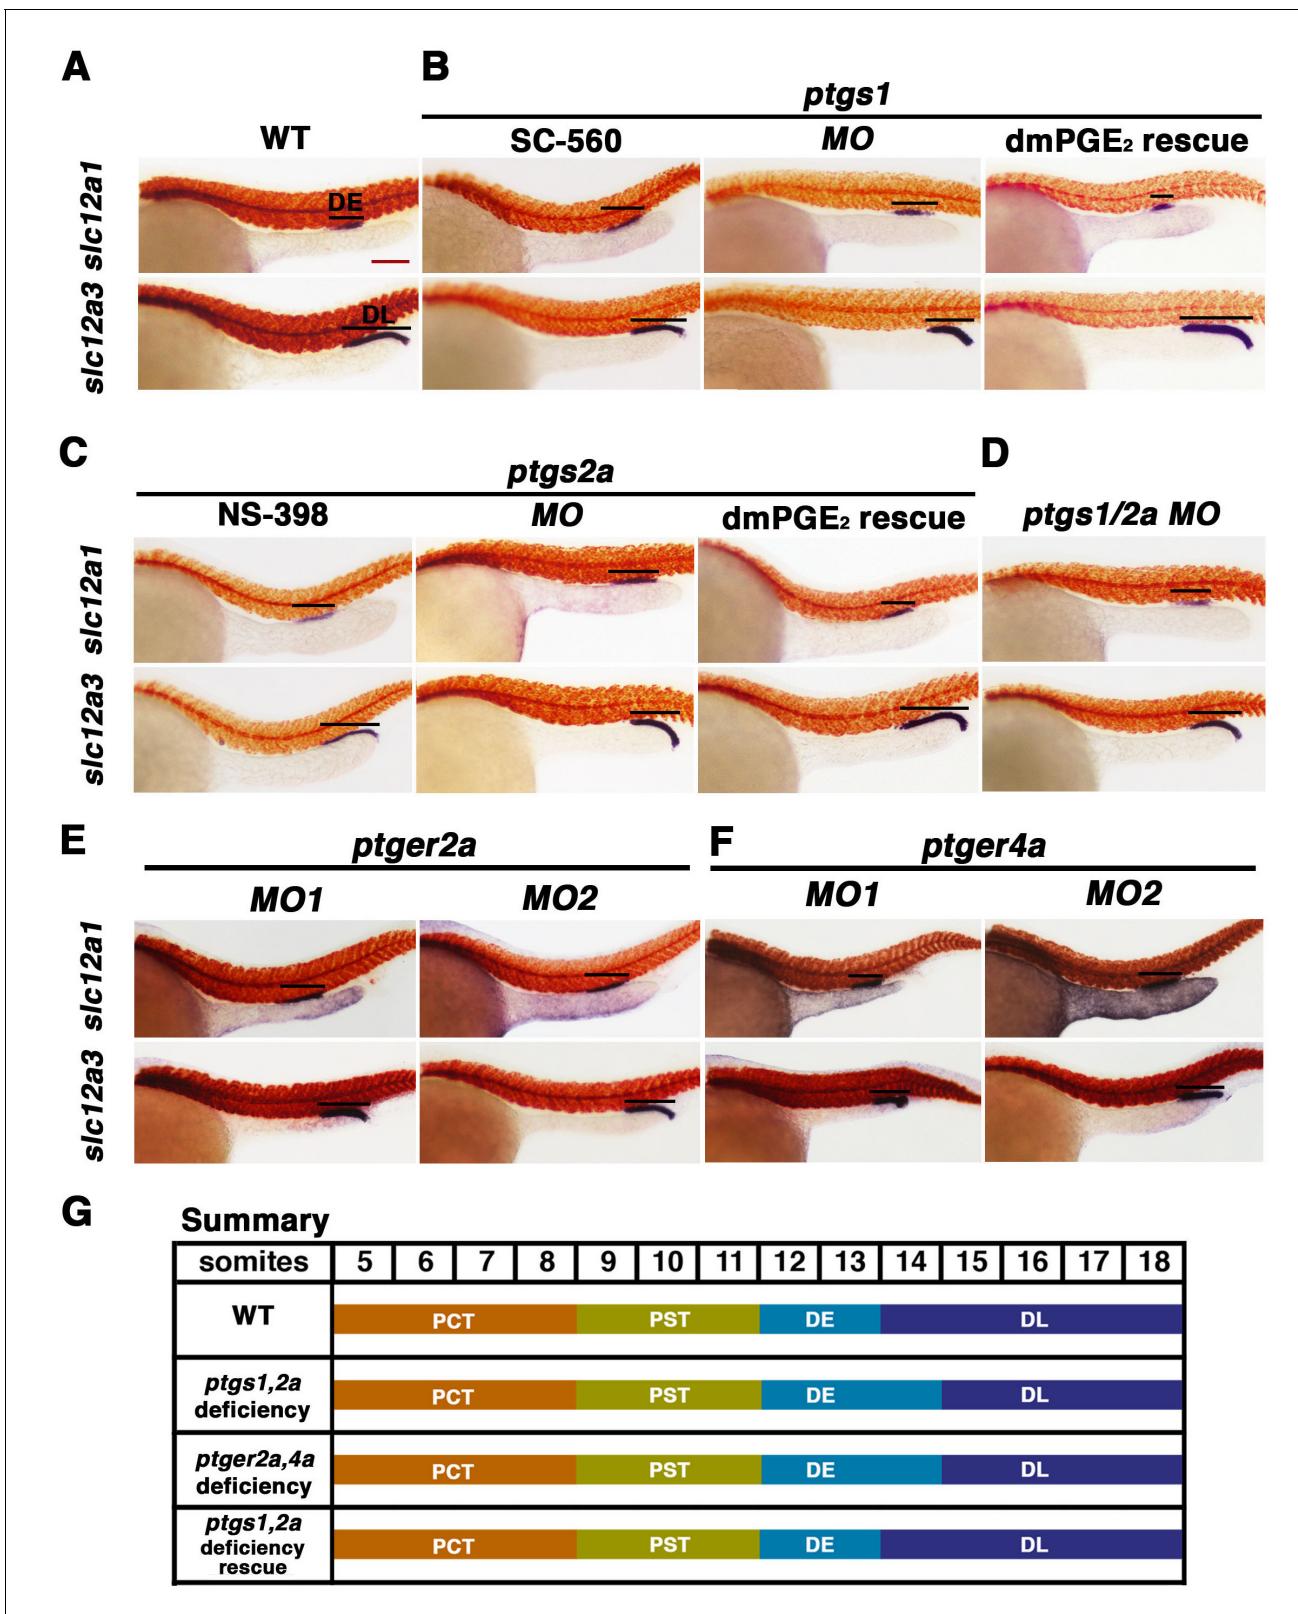 A
B
ptgs1
WT
SC-560
MO
dmPGE₂ rescue
slc12a1
DE
slc12a3
DL
C
D
ptgs2a
NS-398
MO
dmPGE₂ rescue
ptgs1/2a MO
slc12a1
slc12a3
E
F
ptger2a
ptger4a
MO1
MO2
MO1
MO2
slc12a1
slc12a3
G
Summary
somites 5 6 7 8 9 10 11 12 13 14 15 16 17 18
WT PCT PST DE DL
ptgs1,2a
deficiency
PCT PST DE DL
ptger2a,4a
deficiency
PCT PST DE DL
ptgs1,2a
deficiency
rescue
PCT PST DE DL